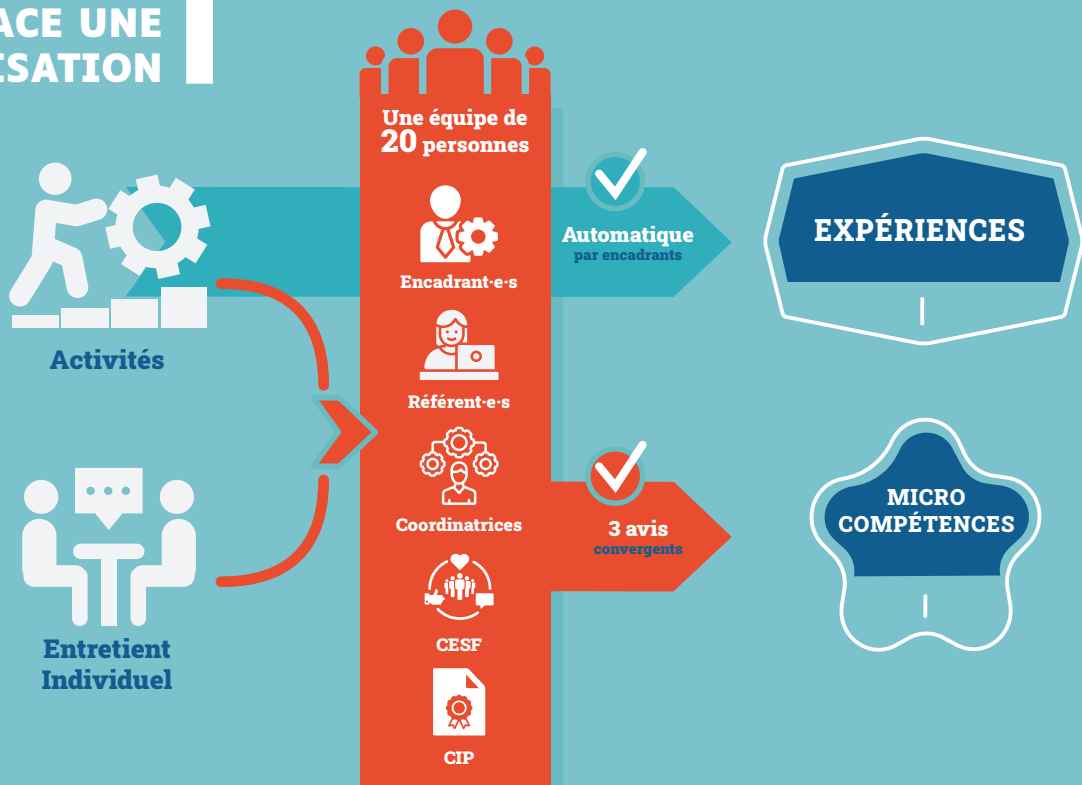 ACE UNE
ISATION
Une équipe de
20 personnes
Encadrant·e·s
Référent·e·s
Coordinatrices
CESF
CIP
Activités
Entretient
Individuel
Automatique
par encadrants
3 avis
convergents
EXPÉRIENCES
MICRO
COMPÉTENCES